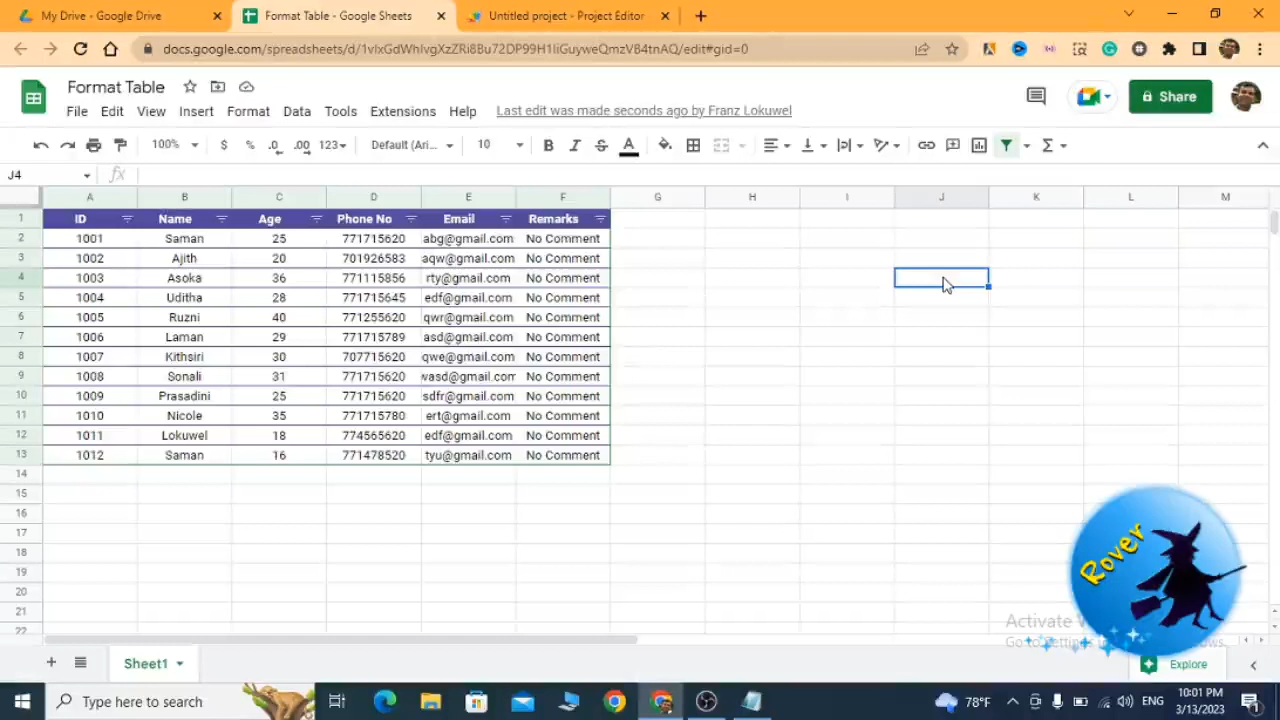 My Drive - Google Drive
Format Table - Google Sheets
Untitled project - Project Editor
docs.google.com/spreadsheets/d/1vlxGdWhIvgXzZRi8Bu72DP99H1liGuyweQmzVB4tnAQ/edit#gid=0
Format Table
Share
File Edit View Insert Format Data Tools Extensions Help Last edit was made seconds ago by Franz Lokuwel
100% $ % .0 .00 123 Default (Ari... 10 B I S A
J4 fx
A B C D E F G H I J K L M
1 ID Name Age Phone No Email Remarks
2 1001 Saman 25 771715620 abg@gmail.com No Comment
3 1002 Ajith 20 701926583 aqw@gmail.com No Comment
4 1003 Asoka 36 771115856 rty@gmail.com No Comment
5 1004 Uditha 28 771715645 edf@gmail.com No Comment
6 1005 Ruzni 40 771255620 qwr@gmail.com No Comment
7 1006 Laman 29 771715789 asd@gmail.com No Comment
8 1007 Kithsiri 30 707715620 qwe@gmail.com No Comment
9 1008 Sonali 31 771715620 wasd@gmail.com No Comment
10 1009 Prasadini 25 771715620 sdfr@gmail.com No Comment
11 1010 Nicole 35 771715780 ert@gmail.com No Comment
12 1011 Lokuwel 18 774565620 edf@gmail.com No Comment
13 1012 Saman 16 771478520 tyu@gmail.com No Comment
14
15
16
17
18
19
20
21
22
Rover
Activate
Go to Settings
Sheet1
Explore
Type here to search
78°F
ENG
10:01 PM
3/13/2023
1